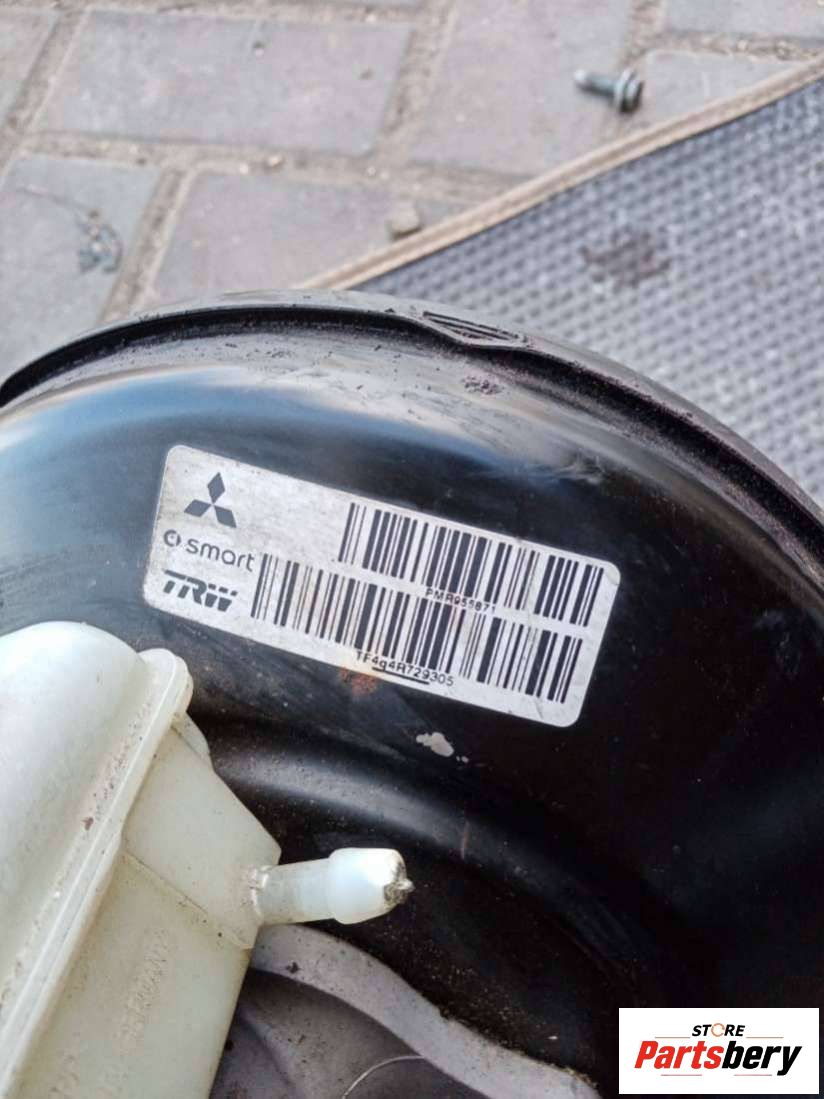 smart
TRW
PMR955871
TF4g4R729305
STORE
Partsbery